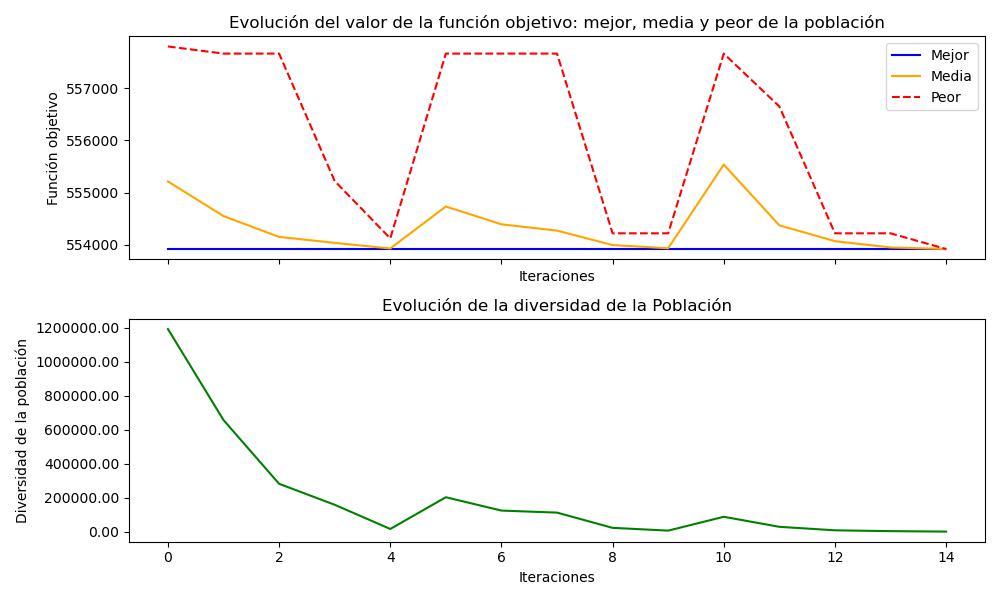 Evolución del valor de la función objetivo: mejor, media y peor de la población
Función objetivo
557000
556000
555000
554000
Mejor
Media
Peor
Iteraciones
Evolución de la diversidad de la Población
Diversidad de la población
1200000.00
1000000.00
800000.00
600000.00
400000.00
200000.00
0.00
0 2 4 6 8 10 12 14
Iteraciones